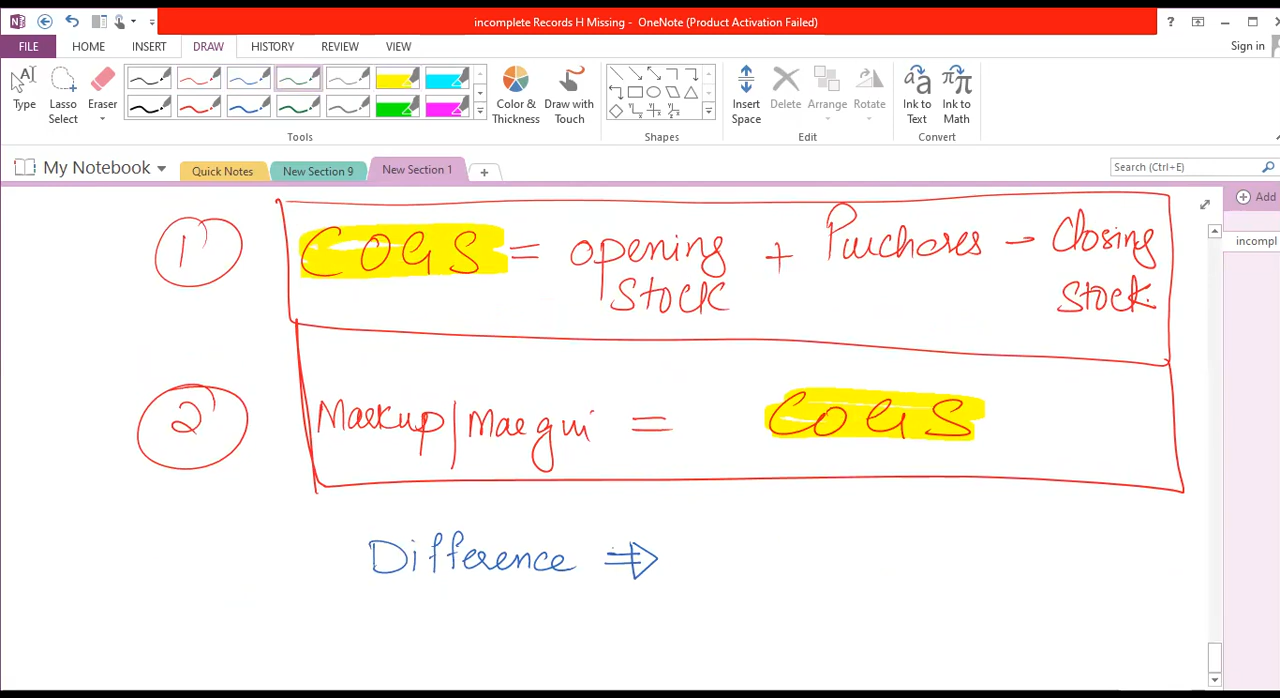 incomplete Records H Missing - OneNote (Product Activation Failed)
FILE HOME INSERT DRAW HISTORY REVIEW VIEW Sign in
Type Lasso Select Eraser Color & Thickness Draw with Touch Insert Space Delete Arrange Rotate Ink to Text Ink to Math
Tools Shapes Edit Convert
My Notebook Quick Notes New Section 9 New Section 1 Search (Ctrl+E)
Add
incompl
1 COGS = opening stock + Purchases - Closing stock.
2 Markup/Margin = COGS
Difference ⇒